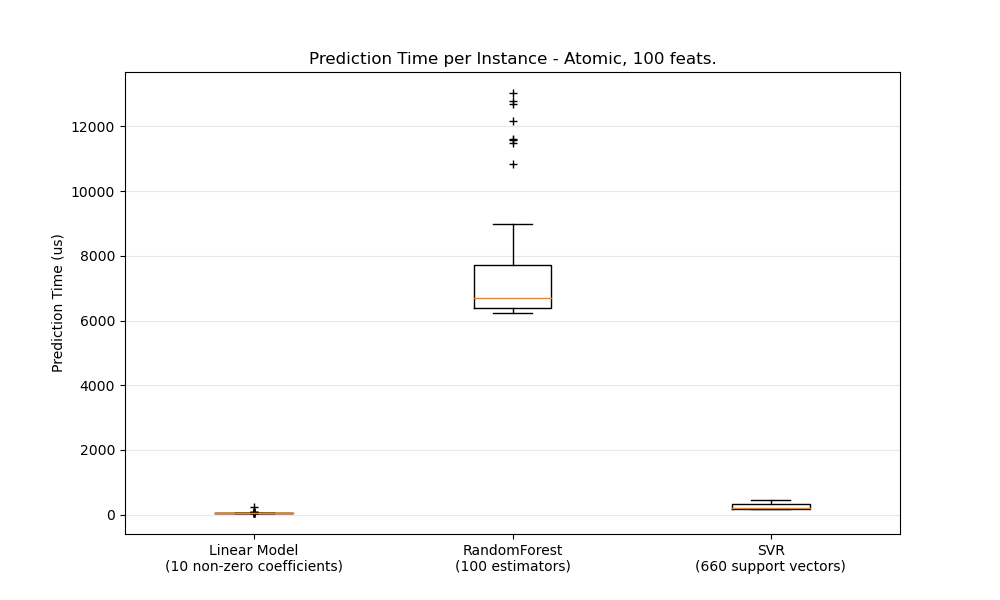 Prediction Time per Instance - Atomic, 100 feats.
Prediction Time (us)
12000
10000
8000
6000
4000
2000
0
Linear Model
(10 non-zero coefficients)
RandomForest
(100 estimators)
SVR
(660 support vectors)